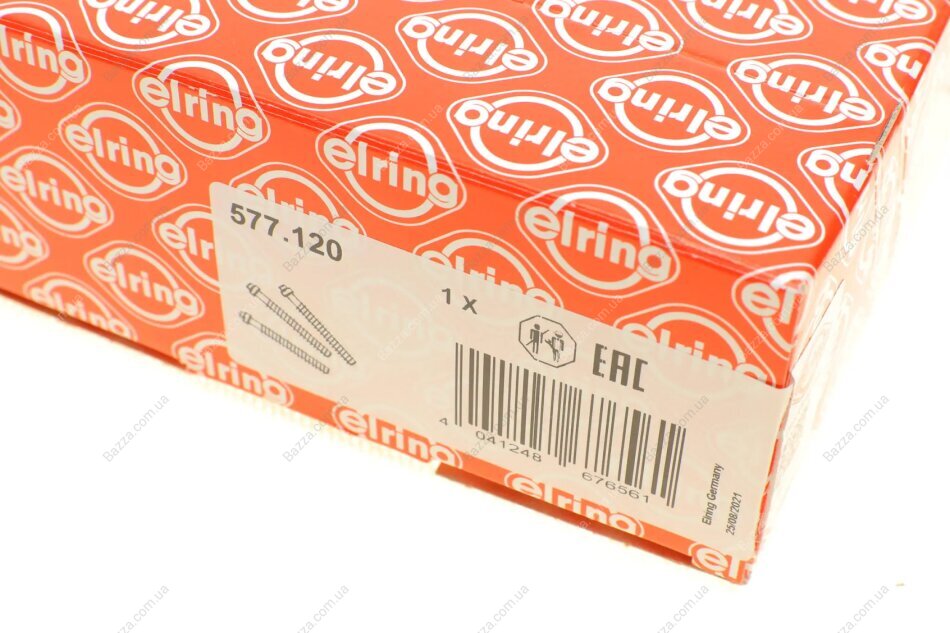 elring
577.120
1 X
EAC
4 041248 676561
Elring Germany
25/08/2021
Bazza.com.ua